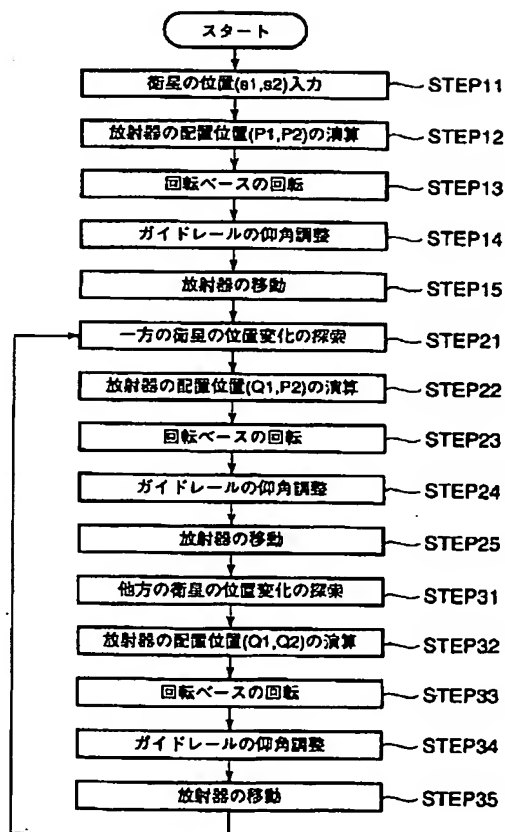 スタート
衛星の位置(s1,s2)入力 STEP11
放射器の配置位置(P1,P2)の演算 STEP12
回転ベースの回転 STEP13
ガイドレールの仰角調整 STEP14
放射器の移動 STEP15
一方の衛星の位置変化の探索 STEP21
放射器の配置位置(Q1,P2)の演算 STEP22
回転ベースの回転 STEP23
ガイドレールの仰角調整 STEP24
放射器の移動 STEP25
他方の衛星の位置変化の探索 STEP31
放射器の配置位置(Q1,Q2)の演算 STEP32
回転ベースの回転 STEP33
ガイドレールの仰角調整 STEP34
放射器の移動 STEP35